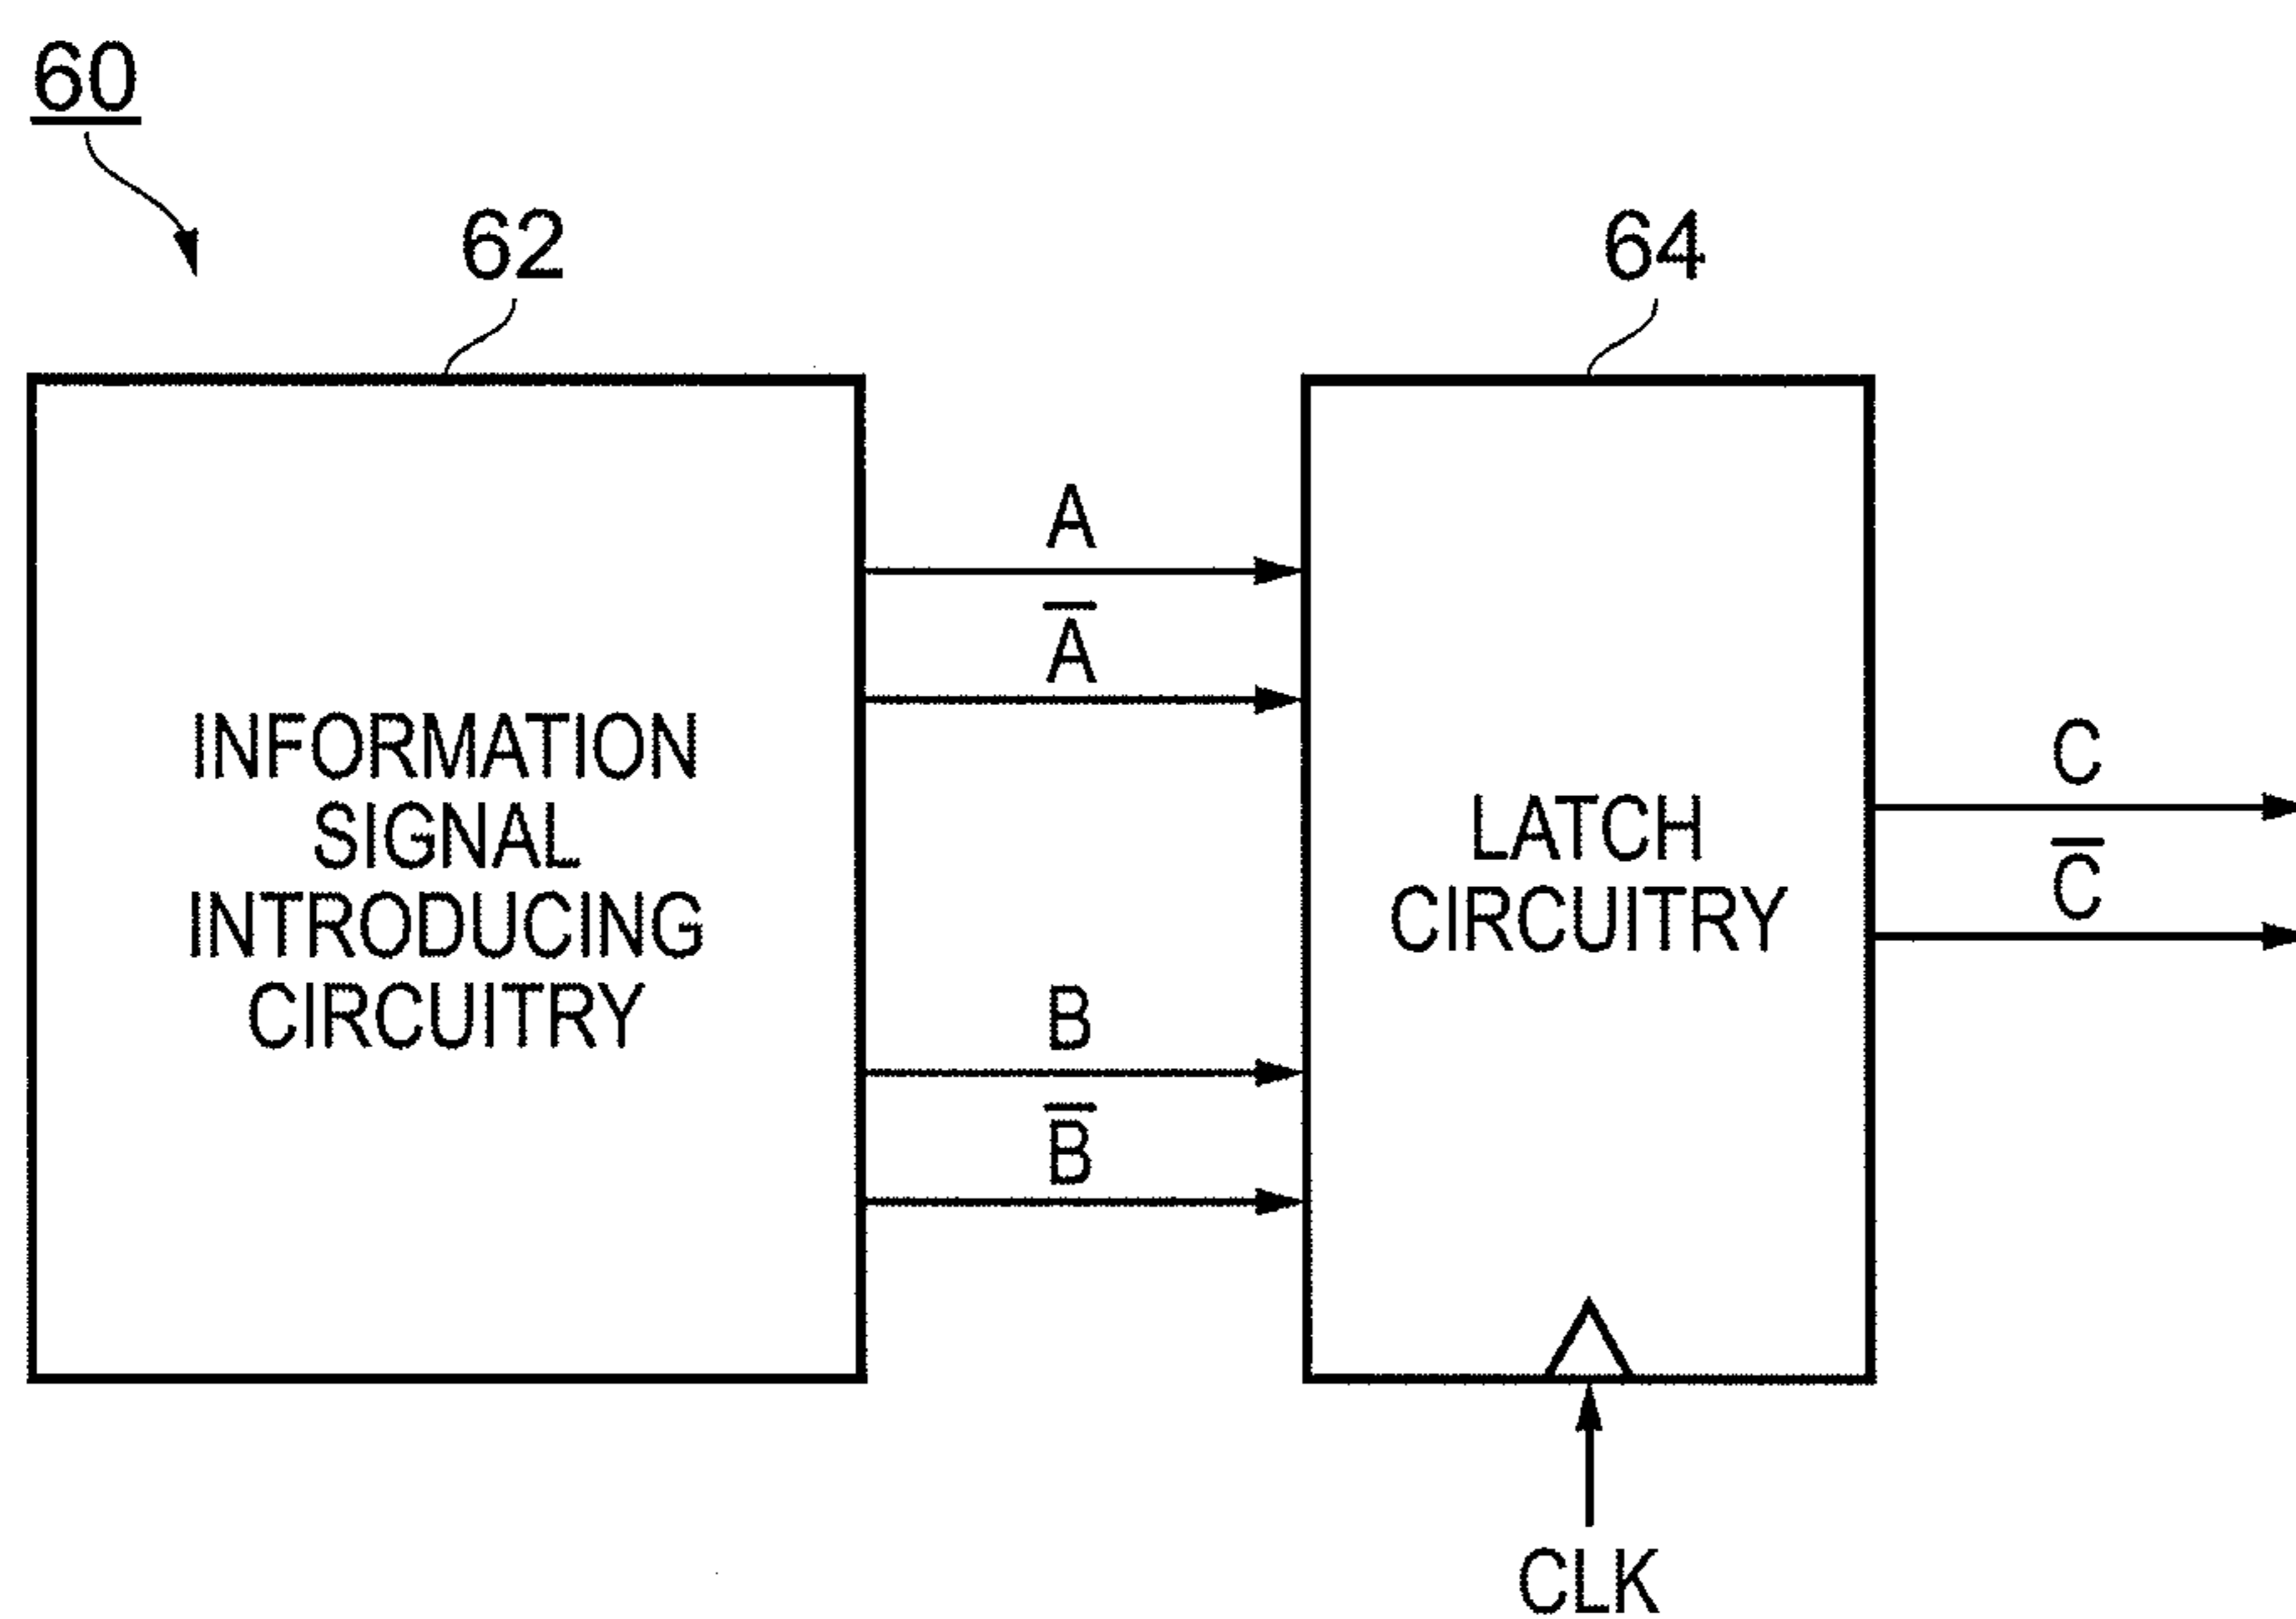 60
62
64
A
A̅
INFORMATION
SIGNAL
INTRODUCING
CIRCUITRY
B
B̅
LATCH
CIRCUITRY
C
C̅
CLK